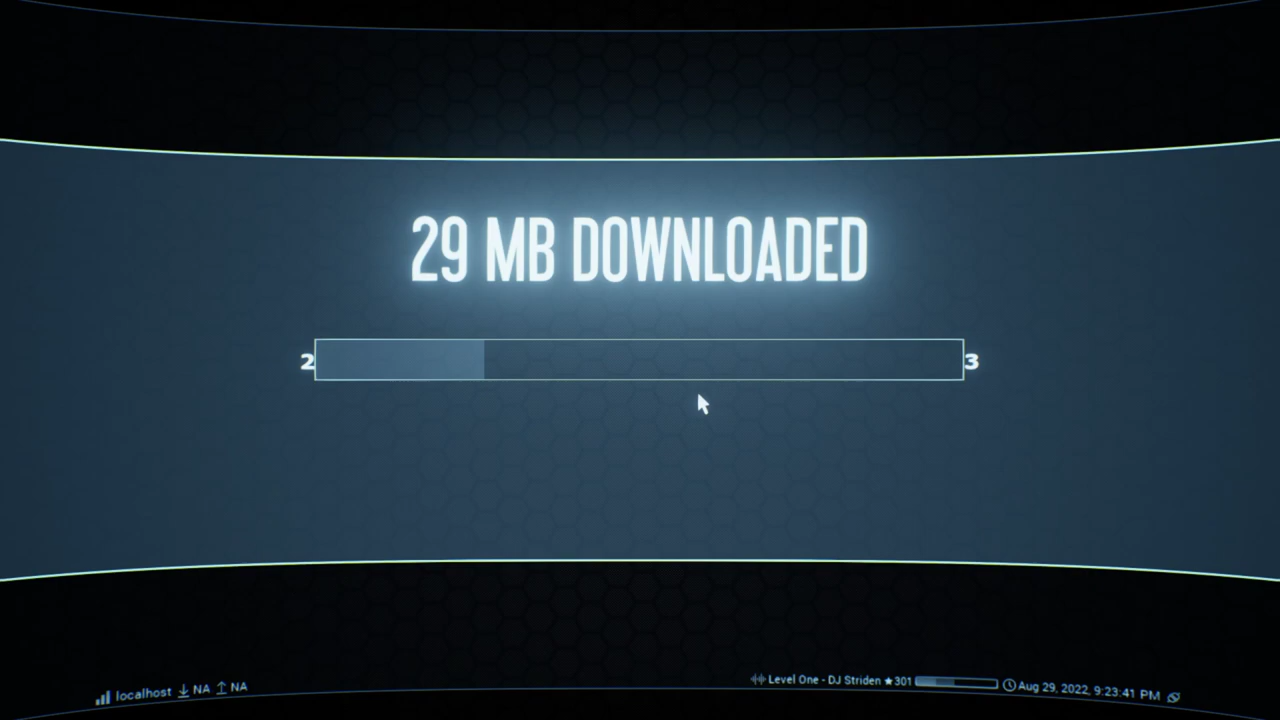 29 MB DOWNLOADED
2 3
localhost NA NA
Level One - DJ Striden ★301 Aug 29, 2022, 9:23:41 PM